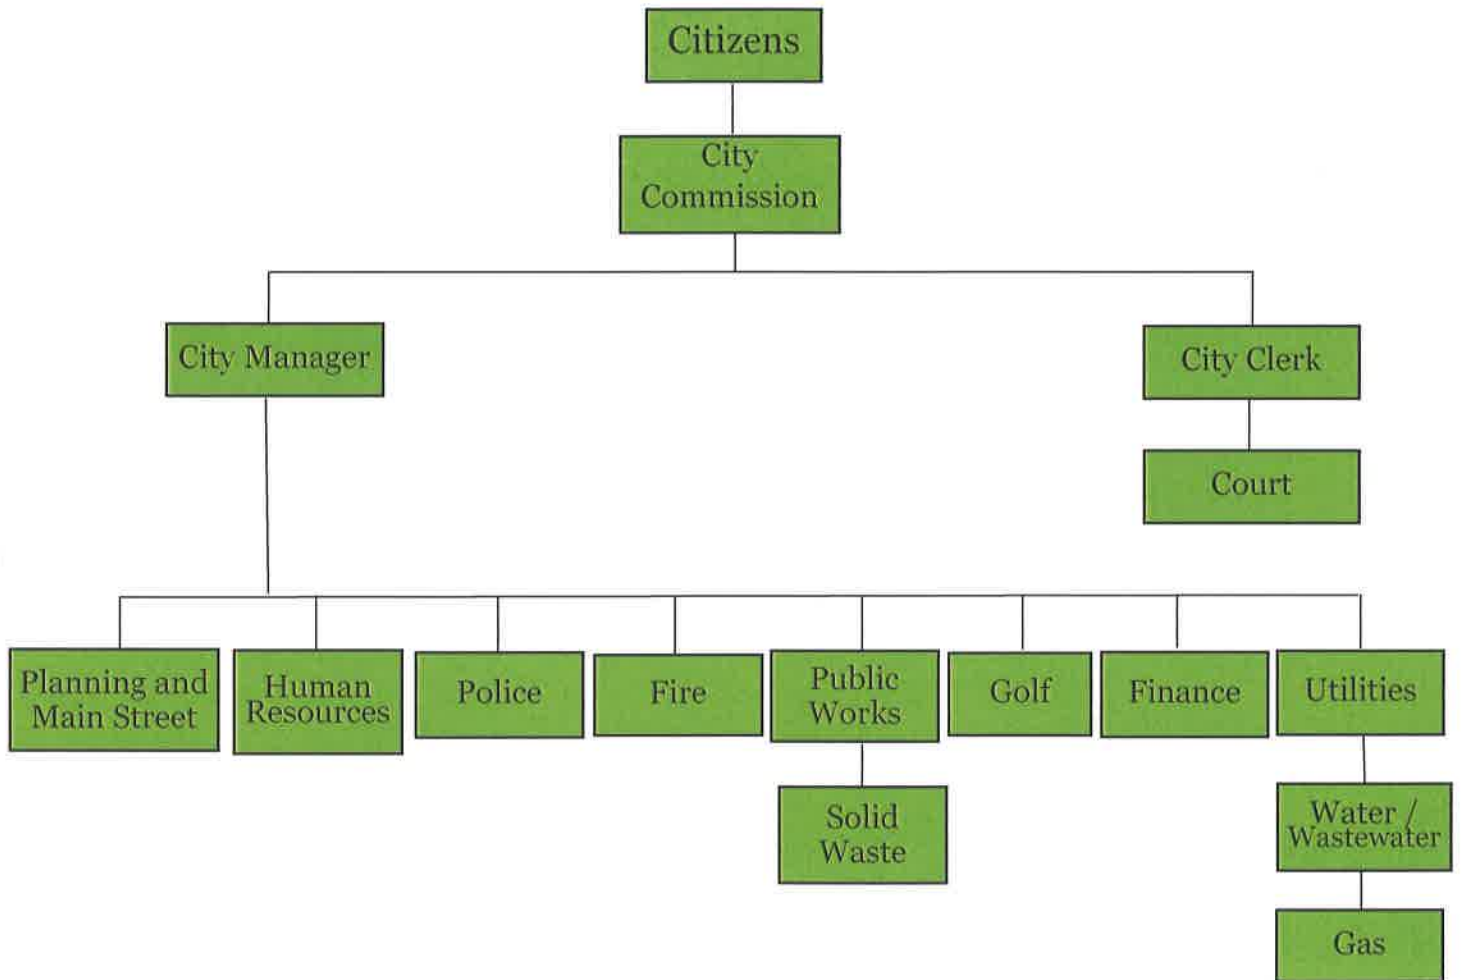 Citizens
City
Commission
City Manager
City Clerk
Court
Planning and
Main Street
Human
Resources
Police
Fire
Public
Works
Golf
Finance
Utilities
Solid
Waste
Water /
Wastewater
Gas